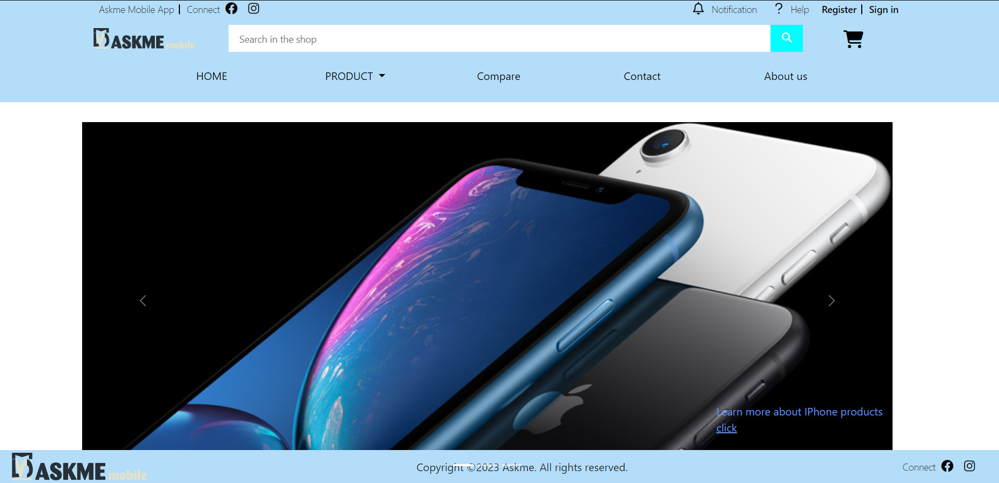 Askme Mobile App | Connect
Notification
Help
Register | Sign in
ASKME mobile
Search in the shop
HOME
PRODUCT
Compare
Contact
About us
Learn more about IPhone products
click
ASKME mobile
Copyright ©2023 Askme. All rights reserved.
Connect